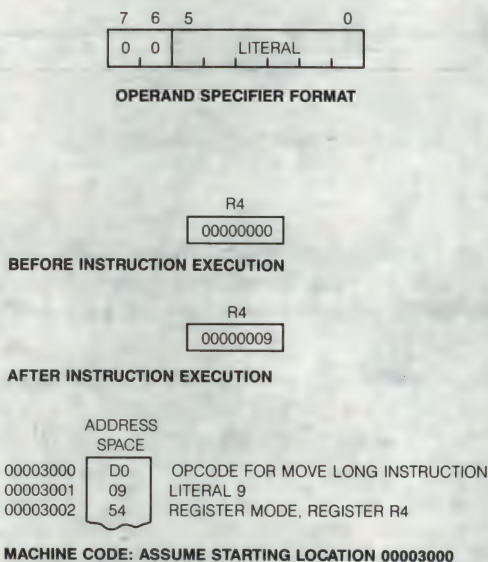 7 6 5 0
0 0 LITERAL
OPERAND SPECIFIER FORMAT
R4
00000000
BEFORE INSTRUCTION EXECUTION
R4
00000009
AFTER INSTRUCTION EXECUTION
ADDRESS
SPACE
00003000 D0 OPCODE FOR MOVE LONG INSTRUCTION
00003001 09 LITERAL 9
00003002 54 REGISTER MODE, REGISTER R4
MACHINE CODE: ASSUME STARTING LOCATION 00003000